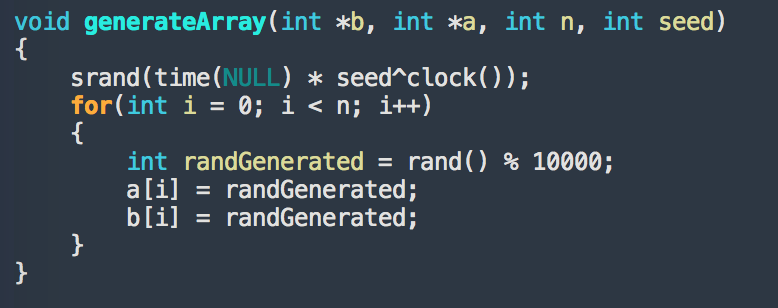 void generateArray(int *b, int *a, int n, int seed)
{
    srand(time(NULL) * seed^clock());
    for(int i = 0; i < n; i++)
    {
        int randGenerated = rand() % 10000;
        a[i] = randGenerated;
        b[i] = randGenerated;
    }
}